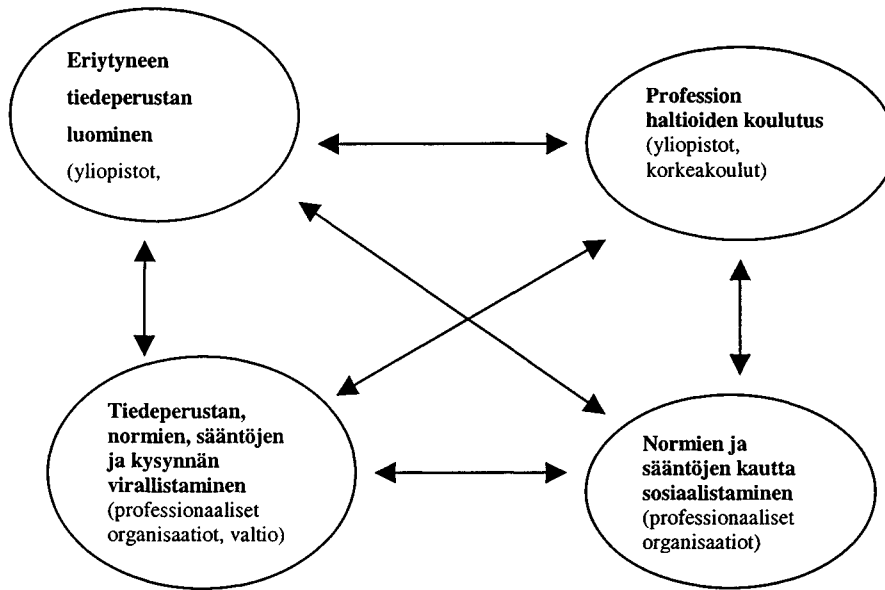 Eriytyneen
tiedeperustan
luominen
(yliopistot,
Profession
haltioiden koulutus
(yliopistot,
korkeakoulut)
Tiedeperustan,
normien, sääntöjen
ja kysynnän
virallistaminen
(professionaaliset
organisaatiot, valtio)
Normien ja
sääntöjen kautta
sosiaalistaminen
(professionaaliset
organisaatiot)